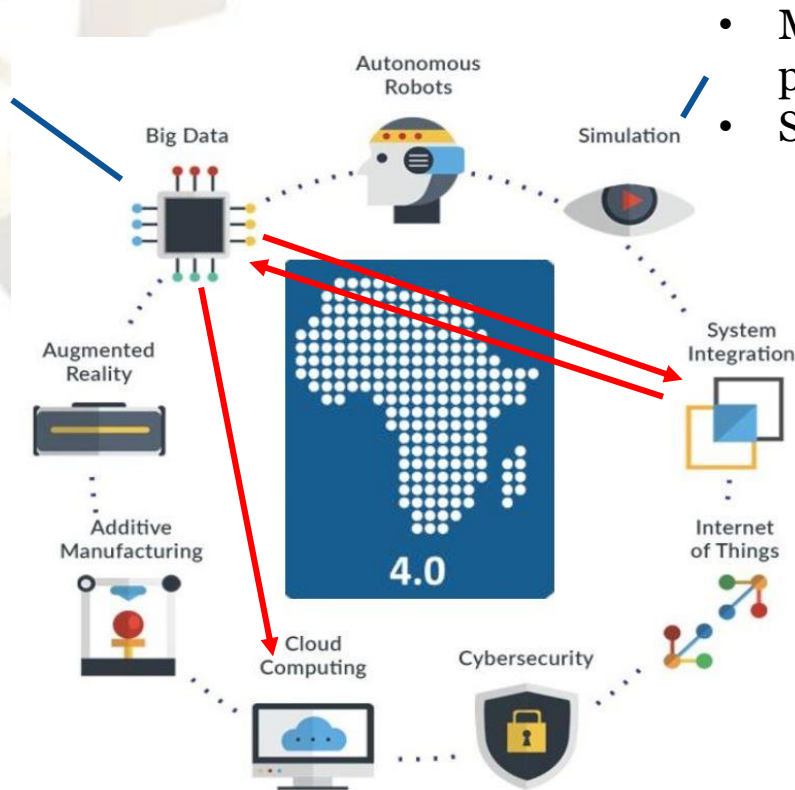 • M
p
• S
Autonomous
Robots
Big Data
Simulation
System
Integration
Augmented
Reality
Internet
of Things
Additive
Manufacturing
4.0
Cloud
Computing
Cybersecurity